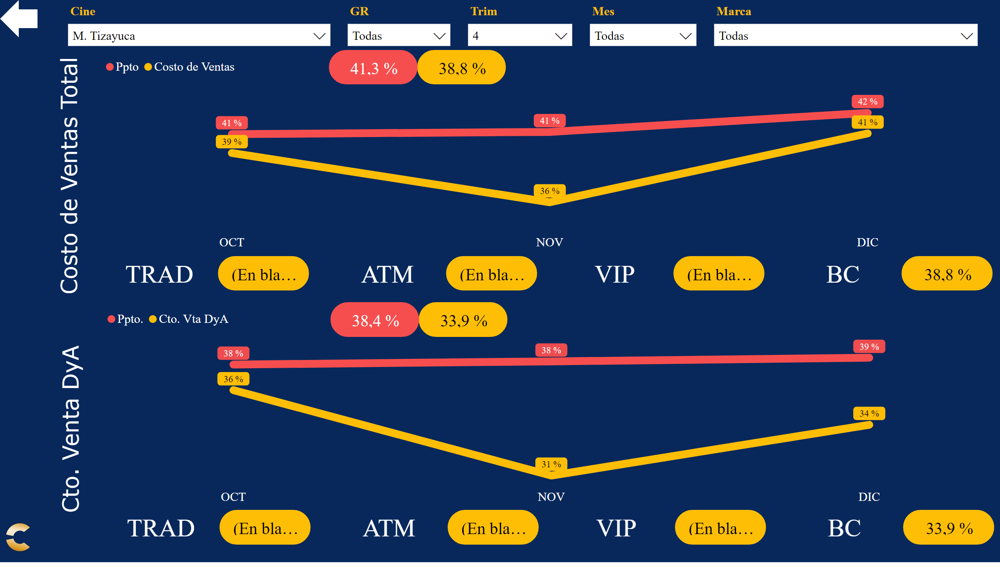 Cine GR Trim Mes Marca
M. Tizayuca Todas 4 Todas Todas
Costo de Ventas Total
Ppto Costo de Ventas
41,3 % 38,8 %
41 % 41 % 42 %
39 % 36 % 41 %
OCT NOV DIC
TRAD (En bla… ATM (En bla… VIP (En bla… BC 38,8 %
Cto. Venta DyA
Ppto. Cto. Vta DyA
38,4 % 33,9 %
38 % 38 % 39 %
36 % 31 % 34 %
OCT NOV DIC
TRAD (En bla… ATM (En bla… VIP (En bla… BC 33,9 %